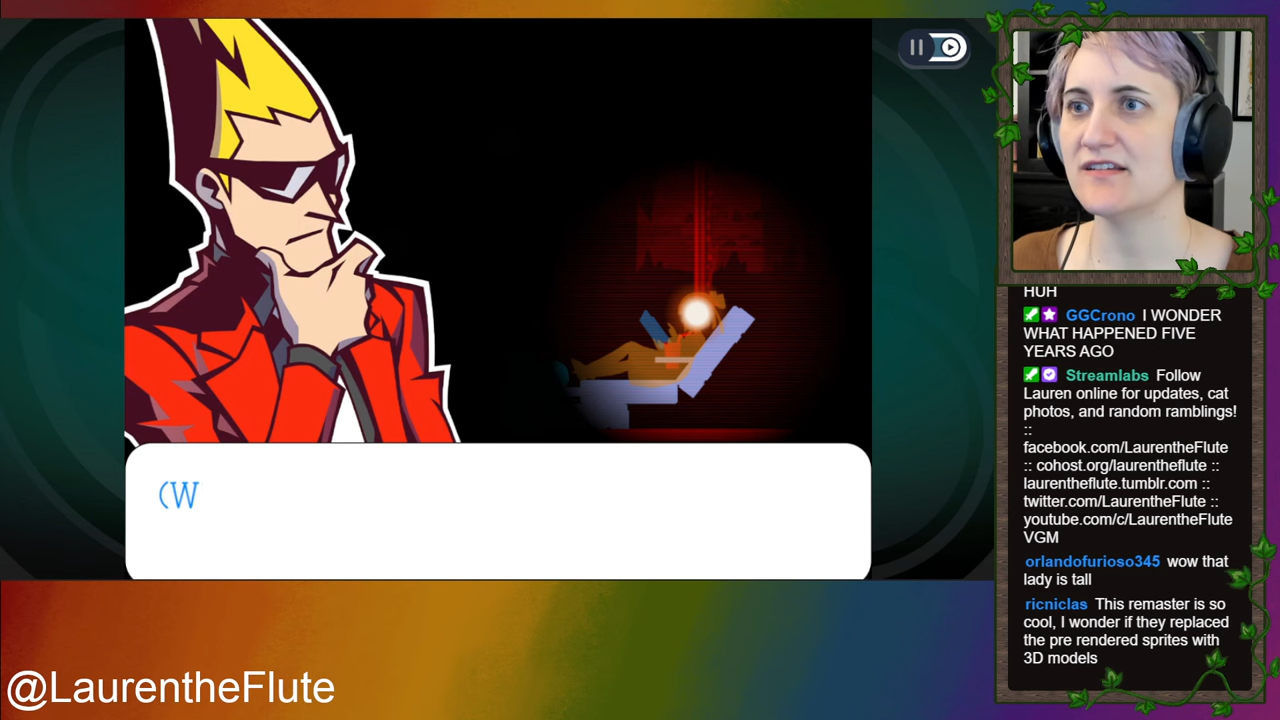 (W
HUH
GGCrono I WONDER
WHAT HAPPENED FIVE
YEARS AGO
Streamlabs Follow
Lauren online for updates, cat
photos, and random ramblings!
::
facebook.com/LaurentheFlute
:: cohost.org/laurentheflute ::
laurentheflute.tumblr.com ::
twitter.com/LaurentheFlute ::
youtube.com/c/LaurentheFlute
VGM
orlandofurioso345 wow that
lady is tall
ricniclas This remaster is so
cool, I wonder if they replaced
the pre rendered sprites with
3D models
@LaurentheFlute